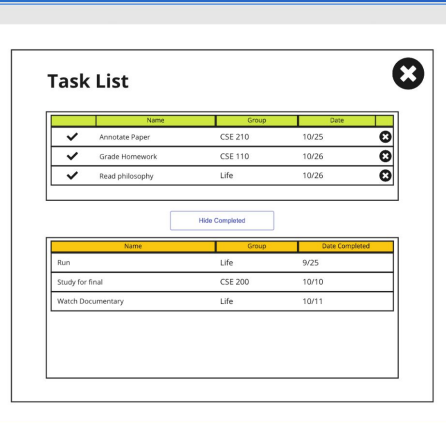 Task List
Name Group Date
Annotate Paper CSE 210 10/25
Grade Homework CSE 110 10/26
Read philosophy Life 10/26
Hide Completed
Name Group Date Completed
Run Life 9/25
Study for final CSE 200 10/10
Watch Documentary Life 10/11